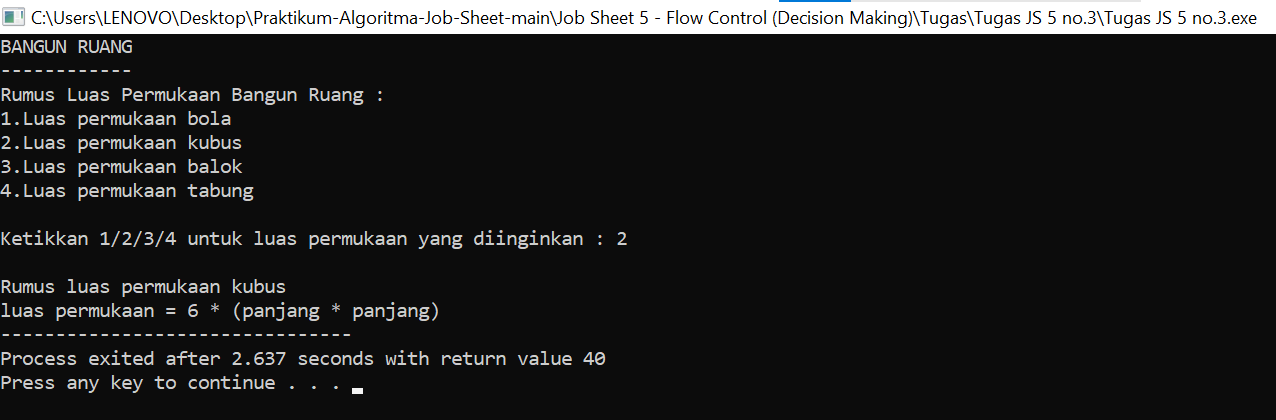 C:\Users\LENOVO\Desktop\Praktikum-Algoritma-Job-Sheet-main\Job Sheet 5 - Flow Control (Decision Making)\Tugas\Tugas JS 5 no.3\Tugas JS 5 no.3.exe
BANGUN RUANG
------------
Rumus Luas Permukaan Bangun Ruang :
1.Luas permukaan bola
2.Luas permukaan kubus
3.Luas permukaan balok
4.Luas permukaan tabung
Ketikkan 1/2/3/4 untuk luas permukaan yang diinginkan : 2
Rumus luas permukaan kubus
luas permukaan = 6 * (panjang * panjang)
--------------------------------
Process exited after 2.637 seconds with return value 40
Press any key to continue . . .